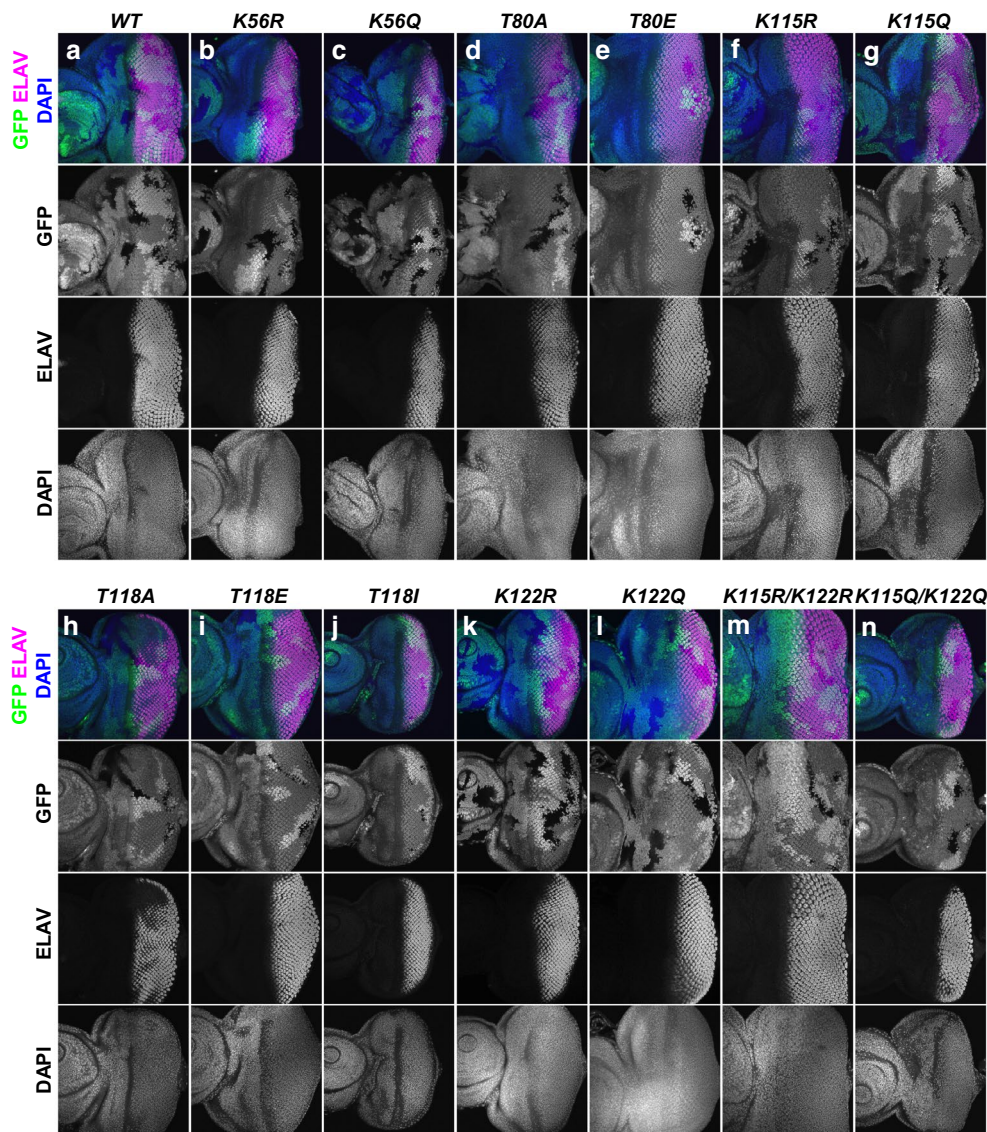 WT K56R K56Q T80A T80E K115R K115Q
a b c d e f g
GFP ELAV
DAPI
GFP
ELAV
DAPI
T118A T118E T118I K122R K122Q K115R/K122R K115Q/K122Q
h i j k l m n
GFP ELAV
DAPI
GFP
ELAV
DAPI